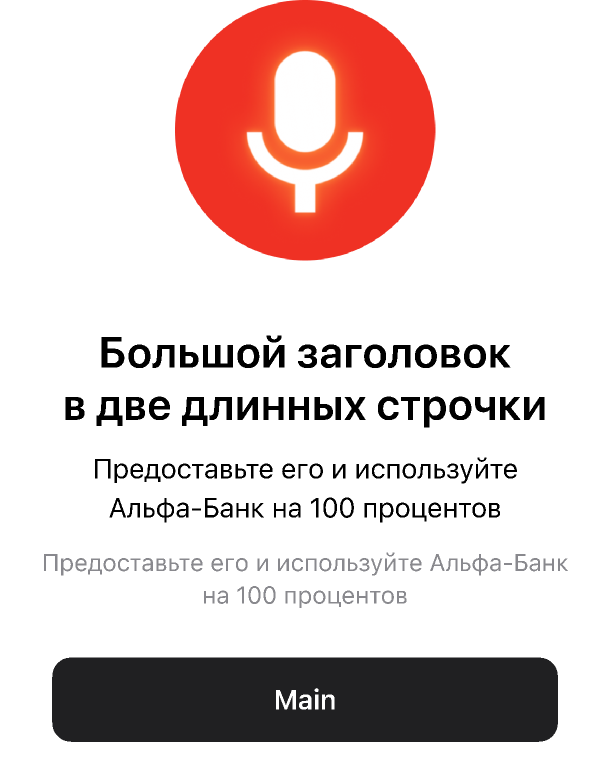 Большой заголовок
в две длинных строчки
Предоставьте его и используйте
Альфа-Банк на 100 процентов
Предоставьте его и используйте Альфа-Банк
на 100 процентов
Main